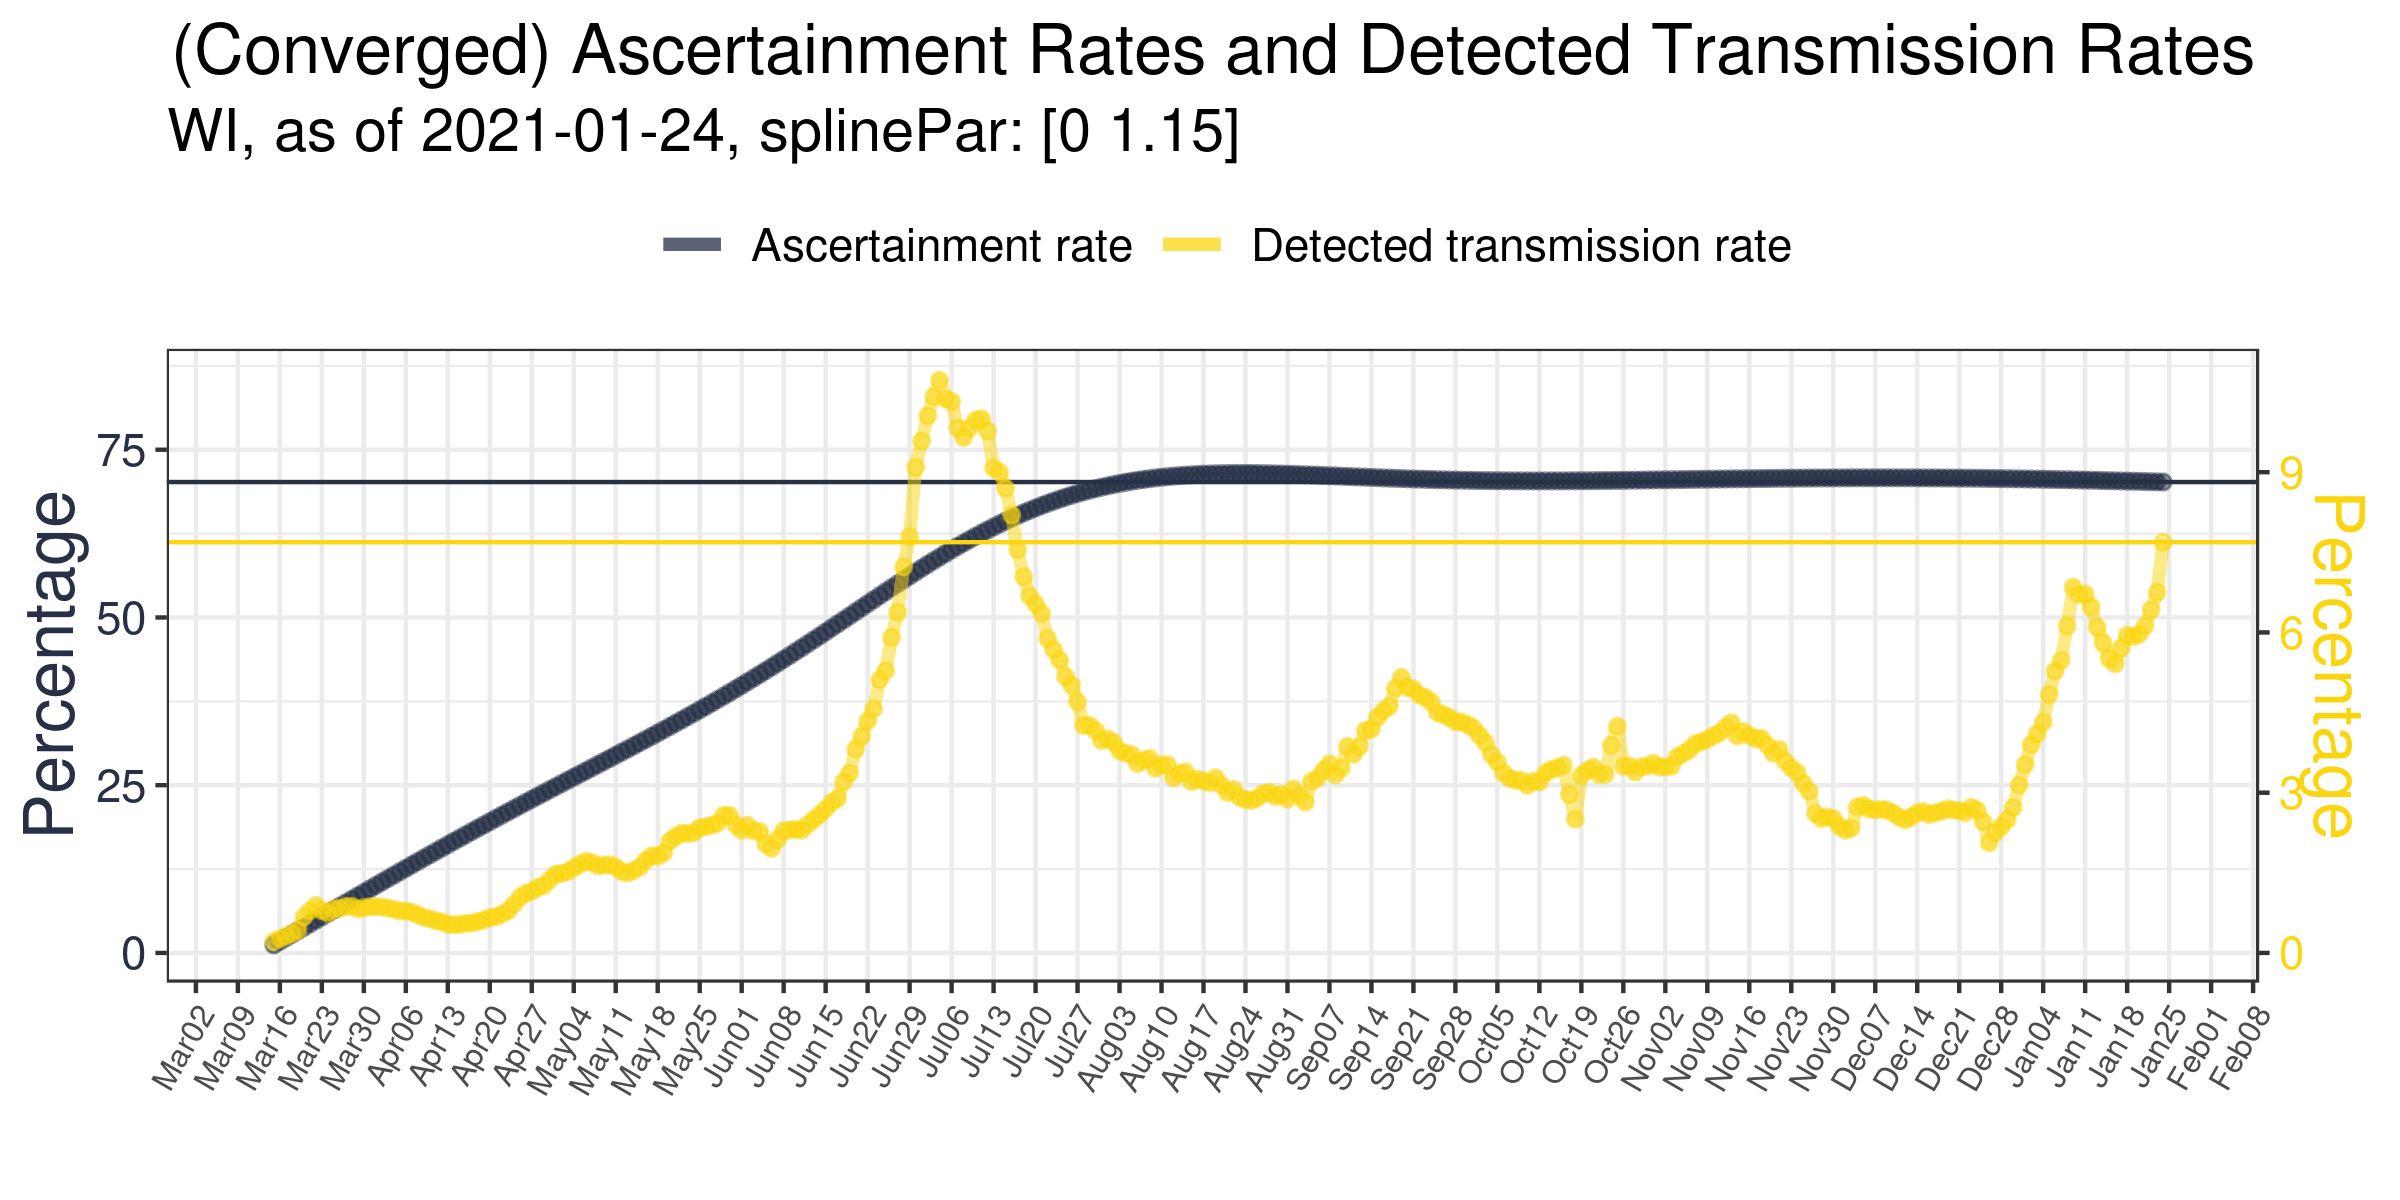 (Converged) Ascertainment Rates and Detected Transmission Rates
WI, as of 2021-01-24, splinePar: [0 1.15]
Ascertainment rate
Detected transmission rate
Percentage
75
50
25
0
9
6
3
0
Percentage
Mar02
Mar09
Mar16
Mar23
Mar30
Apr06
Apr13
Apr20
Apr27
May04
May11
May18
May25
Jun01
Jun08
Jun15
Jun22
Jun29
Jul06
Jul13
Jul20
Jul27
Aug03
Aug10
Aug17
Aug24
Aug31
Sep07
Sep14
Sep21
Sep28
Oct05
Oct12
Oct19
Oct26
Nov02
Nov09
Nov16
Nov23
Nov30
Dec07
Dec14
Dec21
Dec28
Jan04
Jan11
Jan18
Jan25
Feb01
Feb08